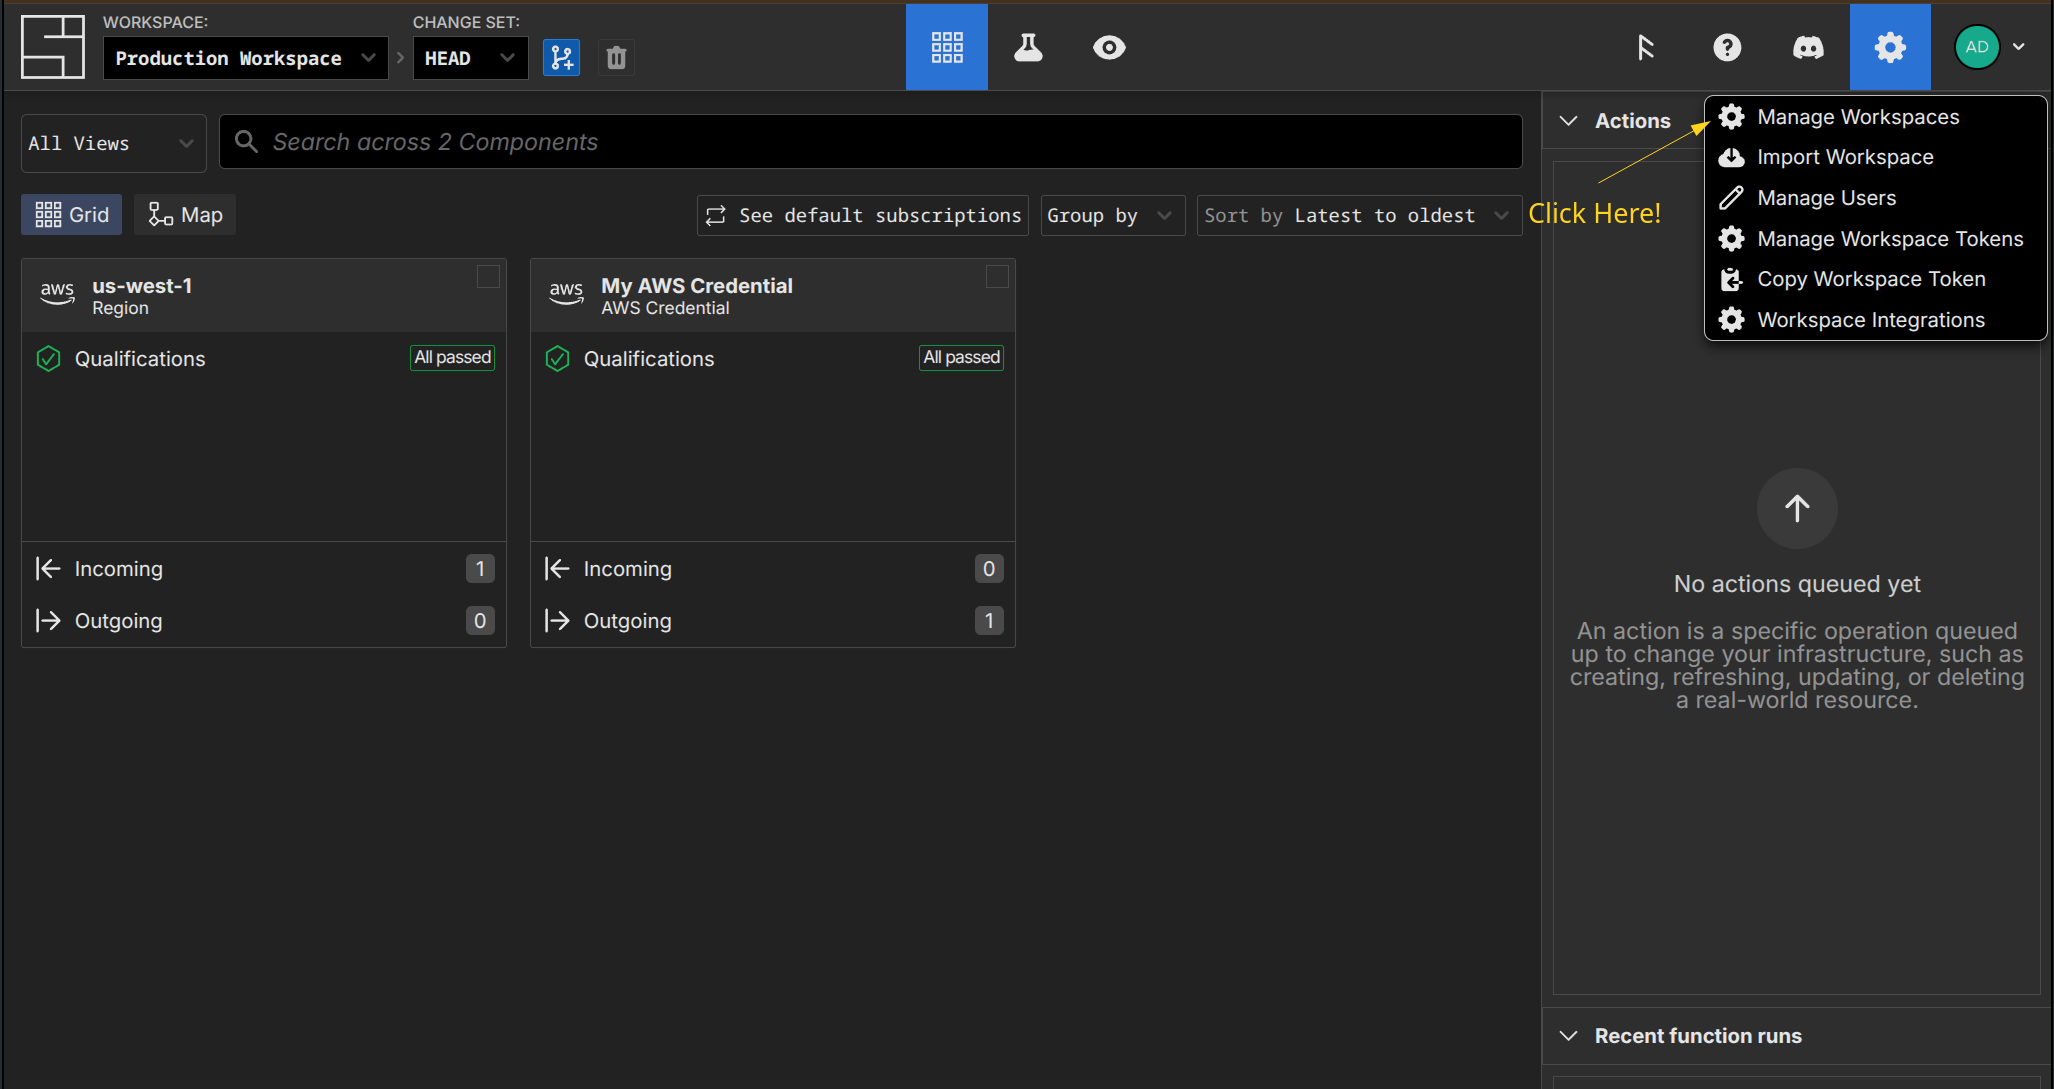 WORKSPACE:
CHANGE SET:
Production Workspace
HEAD
AD
All Views
Search across 2 Components
Grid
Map
See default subscriptions
Group by
Sort by Latest to oldest
Click Here!
Actions
Manage Workspaces
Import Workspace
Manage Users
Manage Workspace Tokens
Copy Workspace Token
Workspace Integrations
aws
us-west-1
Region
Qualifications
All passed
Incoming
1
Outgoing
0
aws
My AWS Credential
AWS Credential
Qualifications
All passed
Incoming
0
Outgoing
1
No actions queued yet
An action is a specific operation queued
up to change your infrastructure, such as
creating, refreshing, updating, or deleting
a real-world resource.
Recent function runs